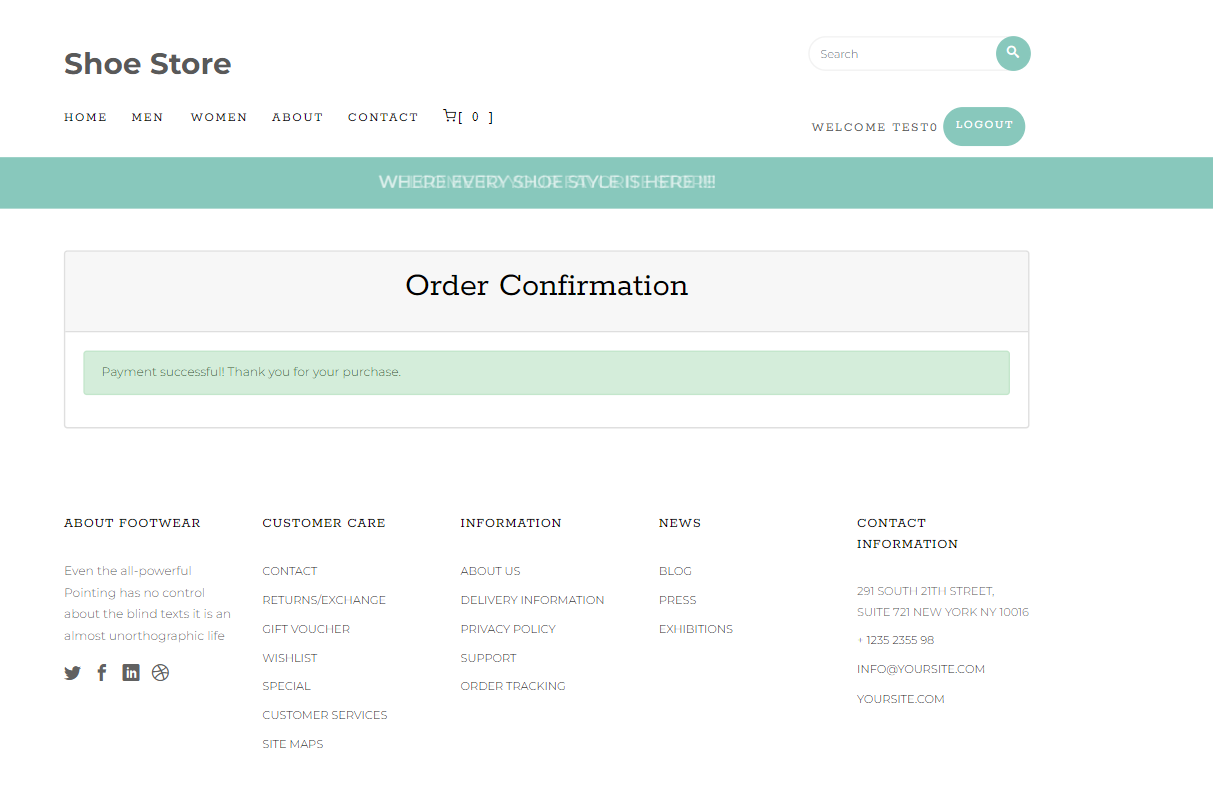 Shoe Store
Search
HOME MEN WOMEN ABOUT CONTACT [ 0 ]
WELCOME TEST0 LOGOUT
WHERE EVERY SHOE STYLE IS HERE !!!
Order Confirmation
Payment successful! Thank you for your purchase.
ABOUT FOOTWEAR
Even the all-powerful
Pointing has no control
about the blind texts it is an
almost unorthographic life
CUSTOMER CARE
CONTACT
RETURNS/EXCHANGE
GIFT VOUCHER
WISHLIST
SPECIAL
CUSTOMER SERVICES
SITE MAPS
INFORMATION
ABOUT US
DELIVERY INFORMATION
PRIVACY POLICY
SUPPORT
ORDER TRACKING
NEWS
BLOG
PRESS
EXHIBITIONS
CONTACT
INFORMATION
291 SOUTH 21TH STREET,
SUITE 721 NEW YORK NY 10016
+ 1235 2355 98
INFO@YOURSITE.COM
YOURSITE.COM